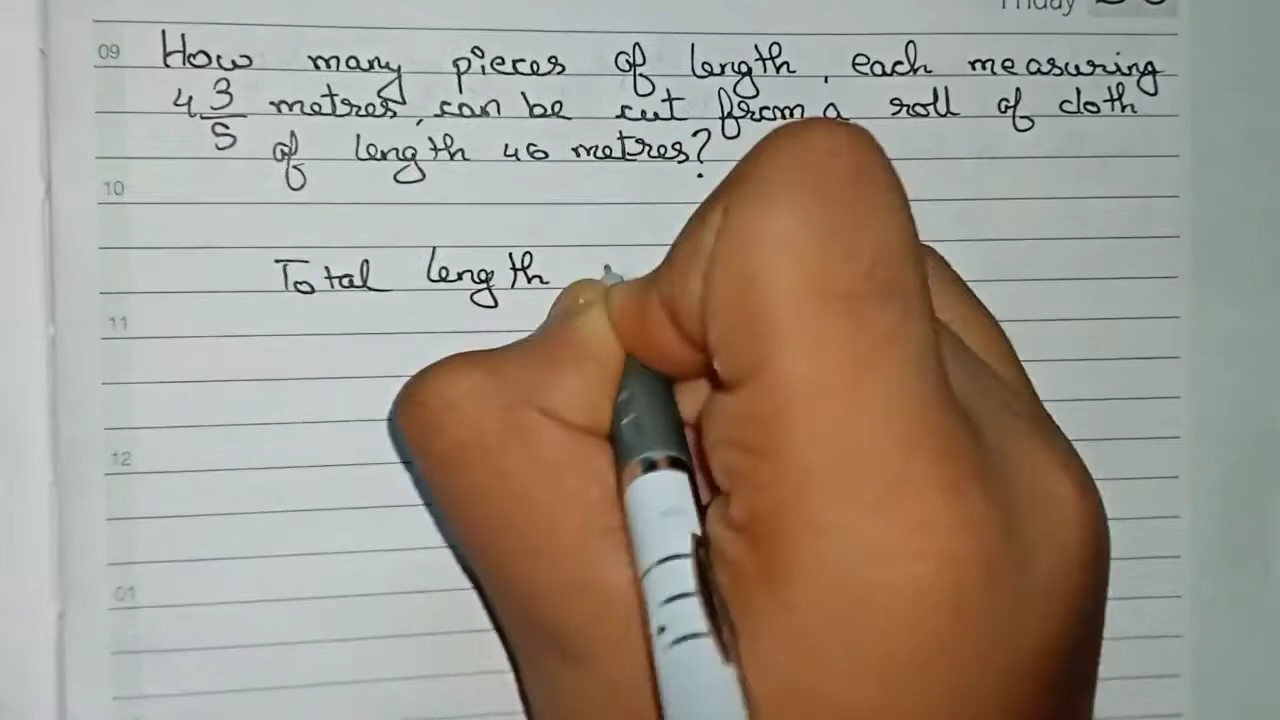 Friday
09 How many pieces of length, each measuring
4 3/5 metres, can be cut from a roll of cloth
of length 46 metres?
10
Total length
11
12
01